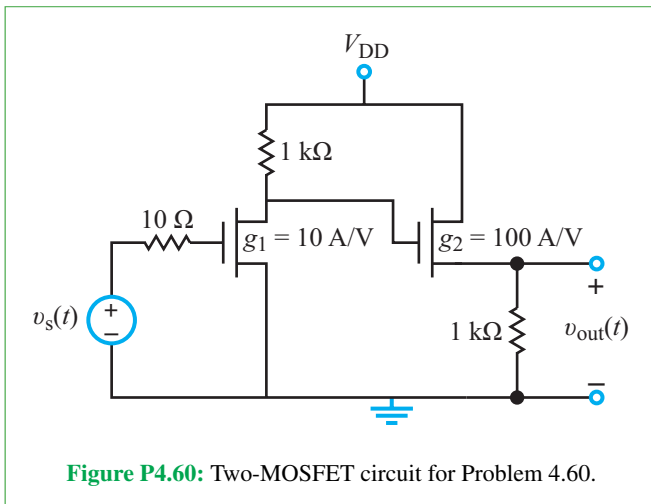 V_DD
1 kΩ
10 Ω
g₁ = 10 A/V
g₂ = 100 A/V
+
−
v_s(t)
+
1 kΩ
v_out(t)
−
Figure P4.60: Two-MOSFET circuit for Problem 4.60.